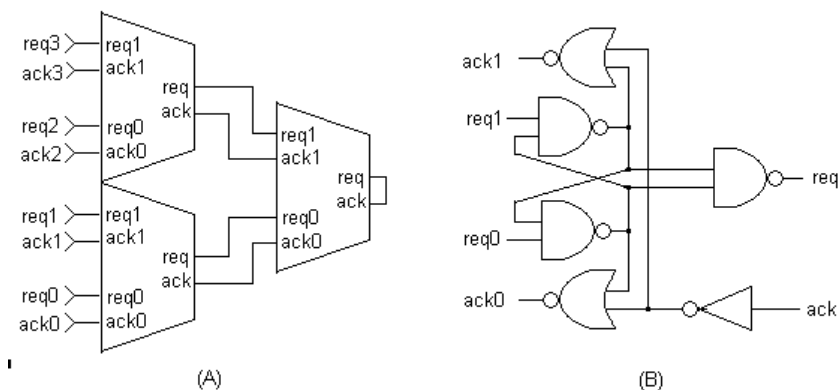 req3
ack3
req2
ack2
req1
ack1
req0
ack0
req1
ack1
req0
ack0
req
ack
req1
ack1
req0
ack0
req
ack
req1
ack1
req0
ack0
req
ack
(A)
ack1
req1
req0
ack0
req
ack
(B)